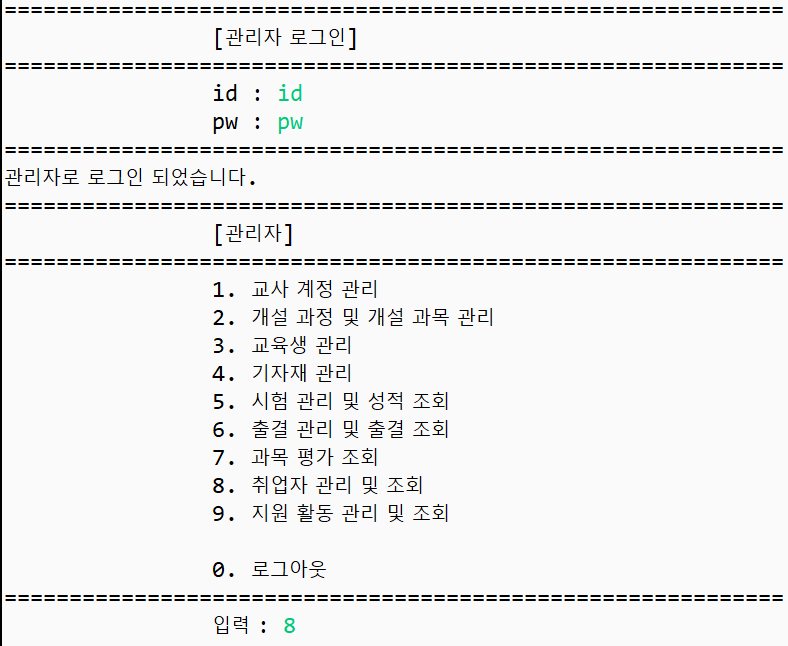 ============================================================
[관리자 로그인]
============================================================
id : id
pw : pw
============================================================
관리자로 로그인 되었습니다.
============================================================
[관리자]
============================================================
1. 교사 계정 관리
2. 개설 과정 및 개설 과목 관리
3. 교육생 관리
4. 기자재 관리
5. 시험 관리 및 성적 조회
6. 출결 관리 및 출결 조회
7. 과목 평가 조회
8. 취업자 관리 및 조회
9. 지원 활동 관리 및 조회
0. 로그아웃
============================================================
입력 : 8